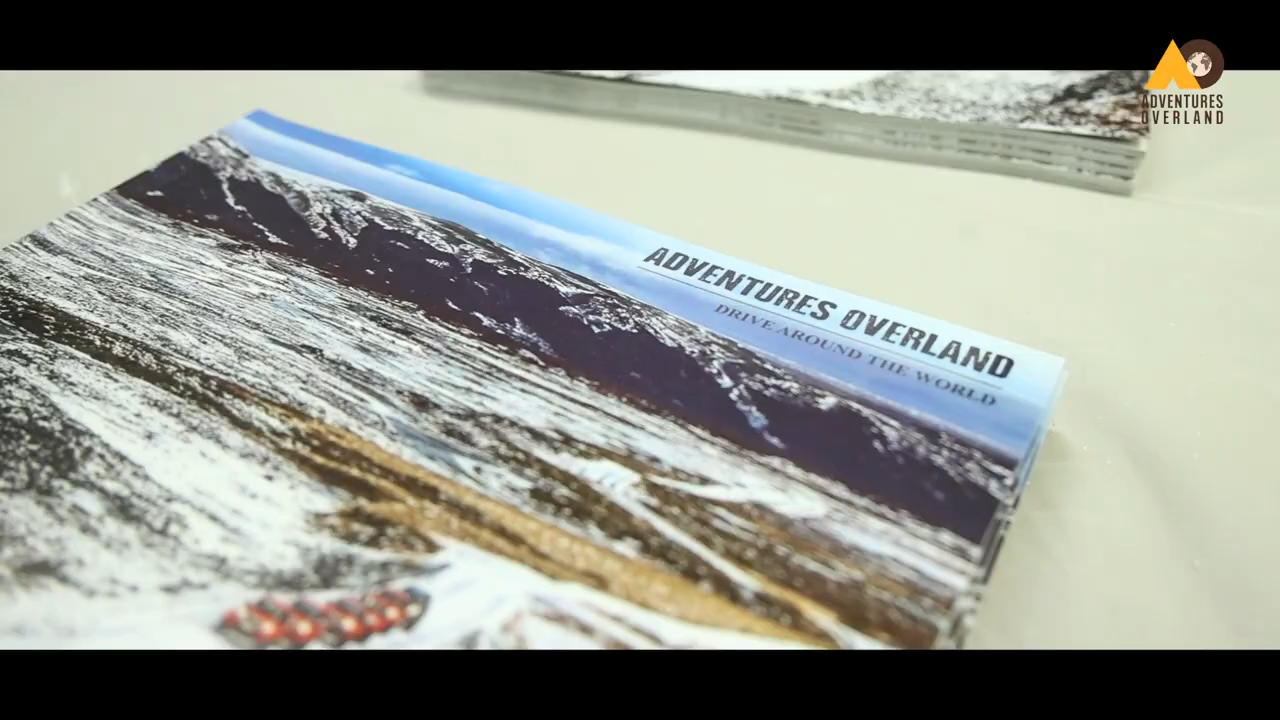 ADVENTURES
OVERLAND
ADVENTURES OVERLAND
DRIVE AROUND THE WORLD